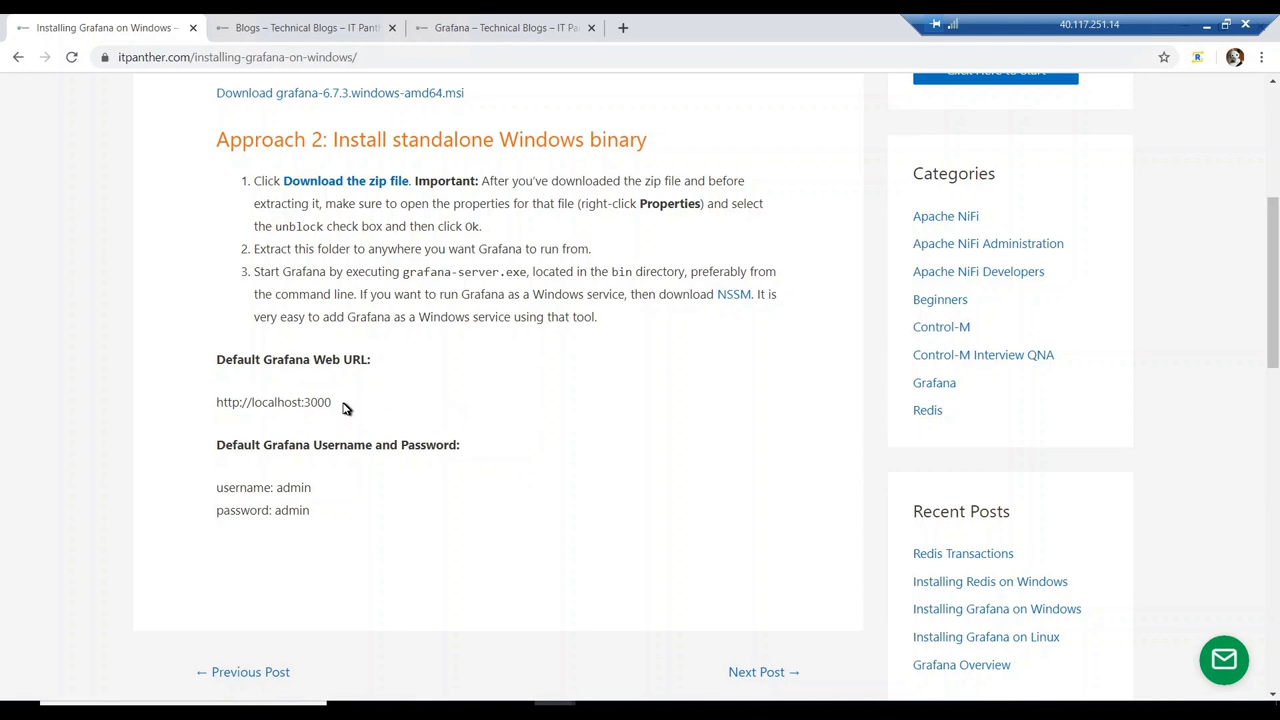 Installing Grafana on Windows –
Blogs – Technical Blogs – IT Pant
Grafana – Technical Blogs – IT Pa
40.117.251.14
itpanther.com/installing-grafana-on-windows/
Click Here to Start
Download grafana-6.7.3.windows-amd64.msi
Approach 2: Install standalone Windows binary
1. Click Download the zip file. Important: After you’ve downloaded the zip file and before
extracting it, make sure to open the properties for that file (right-click Properties) and select
the unblock check box and then click Ok.
2. Extract this folder to anywhere you want Grafana to run from.
3. Start Grafana by executing grafana-server.exe, located in the bin directory, preferably from
the command line. If you want to run Grafana as a Windows service, then download NSSM. It is
very easy to add Grafana as a Windows service using that tool.
Default Grafana Web URL:
http://localhost:3000
Default Grafana Username and Password:
username: admin
password: admin
← Previous Post
Next Post →
Categories
Apache NiFi
Apache NiFi Administration
Apache NiFi Developers
Beginners
Control-M
Control-M Interview QNA
Grafana
Redis
Recent Posts
Redis Transactions
Installing Redis on Windows
Installing Grafana on Windows
Installing Grafana on Linux
Grafana Overview